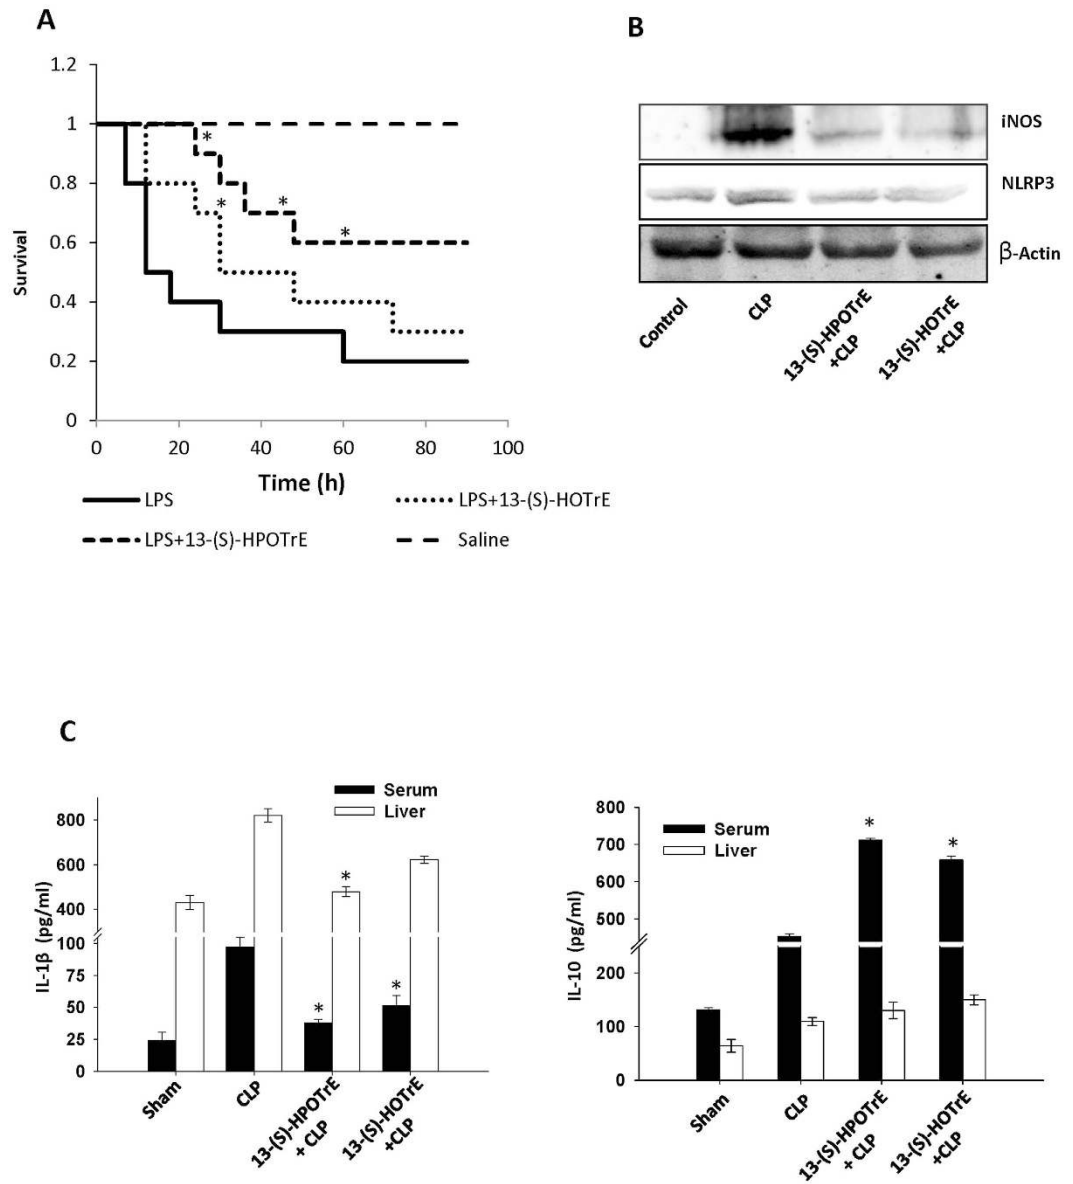 A
1.2
1
0.8
0.6
0.4
0.2
0
Survival
*
*
*
*
0 20 40 60 80 100
Time (h)
LPS
LPS+13-(S)-HOTrE
LPS+13-(S)-HPOTrE
Saline
B
iNOS
NLRP3
β-Actin
Control
CLP
13-(S)-HPOTrE
+CLP
13-(S)-HOTrE
+CLP
C
Serum
Liver
800
600
400
100
75
50
25
0
IL-1β (pg/ml)
*
*
*
Sham
CLP
13-(S)-HPOTrE
+ CLP
13-(S)-HOTrE
+CLP
800
700
600
500
200
100
0
IL-10 (pg/ml)
Serum
Liver
*
*
Sham
CLP
13-(S)-HPOTrE
+ CLP
13-(S)-HOTrE
+CLP